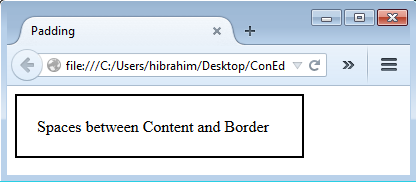 Padding
file:///C:/Users/hibrahim/Desktop/ConEd
Spaces between Content and Border